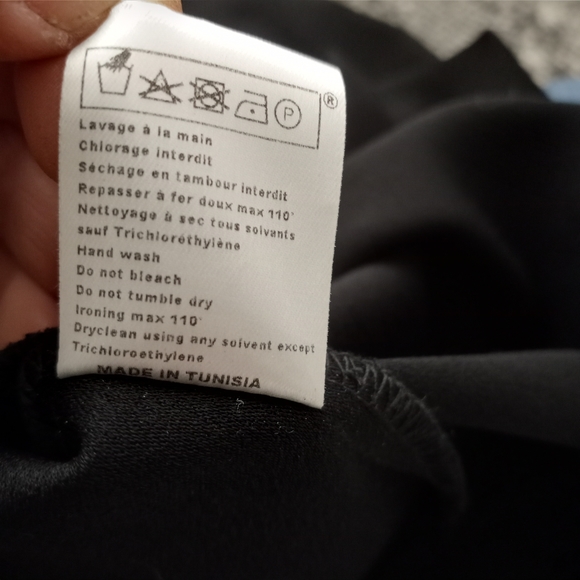 P ®
Lavage à la main
Chlorage interdit
Séchage en tambour interdit
Repasser à fer doux max 110°
Nettoyage à sec tous solvants
sauf Trichloréthylène
Hand wash
Do not bleach
Do not tumble dry
Ironing max 110°
Dryclean using any solvent except
Trichloroethylene
MADE IN TUNISIA